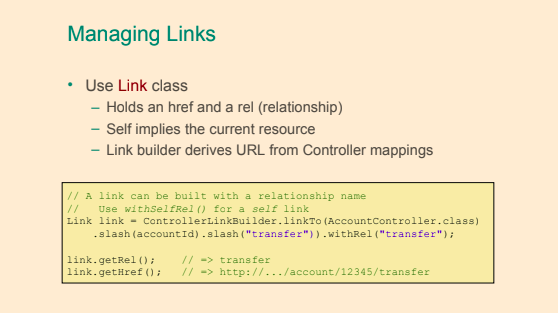 Managing Links
• Use Link class
– Holds an href and a rel (relationship)
– Self implies the current resource
– Link builder derives URL from Controller mappings
// A link can be built with a relationship name
//   Use withSelfRel() for a self link
Link link = ControllerLinkBuilder.linkTo(AccountController.class)
    .slash(accountId).slash("transfer")).withRel("transfer");
link.getRel();    // => transfer
link.getHref();   // => http://.../account/12345/transfer